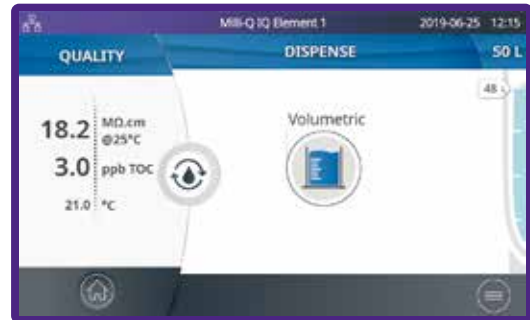 Milli-Q IQ Element 1 2019-06-25 12:15
QUALITY DISPENSE 50 L
48
18.2 MΩ.cm @25°C
3.0 ppb TOC
21.0 °C
Volumetric